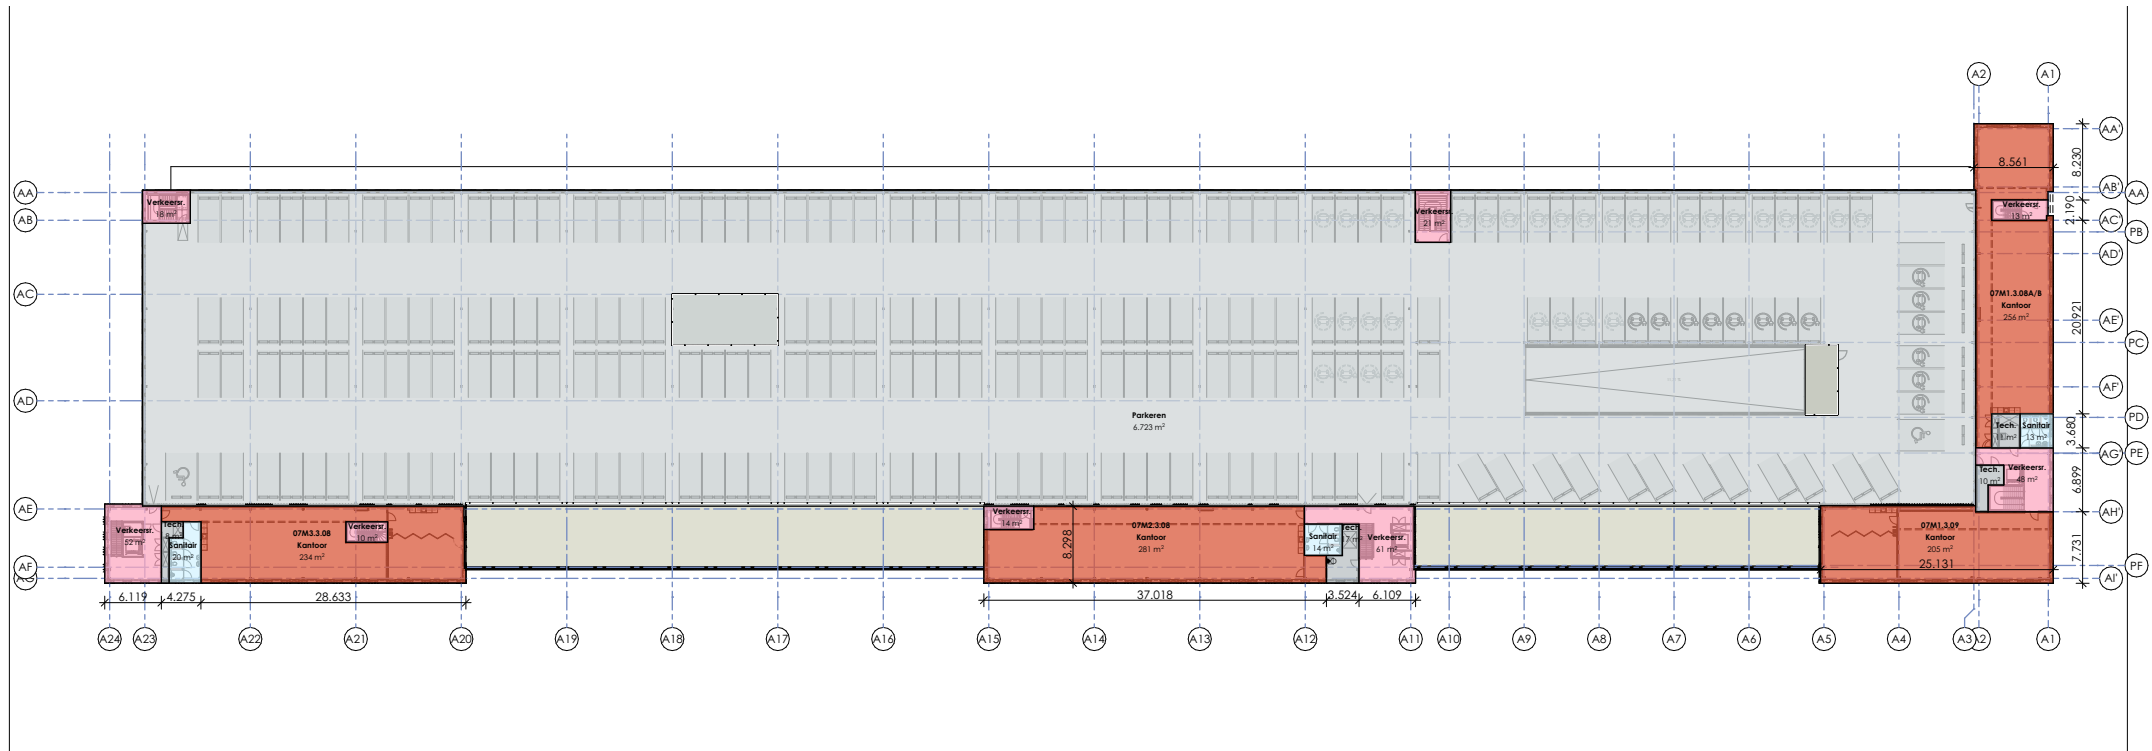 A2
A1
AA'
8.561
8.230
AA
Verkeersr.
18 m²
Verkeersr.
21 m²
AB'
AA
AB
Verkeersr.
13 m²
2.190
AC'
PB
AD'
AC
07M1.3.08A/B
Kantoor
256 m²
20.921
AE'
PC
AD
AF'
Parkeren
6.723 m²
PD
Tech.
11 m²
Sanitair
13 m²
3.680
AG'
PE
Tech.
10 m²
Verkeersr.
48 m²
6.899
AE
AH'
Verkeersr.
52 m²
Tech.
Sanitair
20 m²
07M3.3.08
Kantoor
234 m²
Verkeersr.
10 m²
Verkeersr.
14 m²
8.298
07M2.3.08
Kantoor
281 m²
Sanitair
14 m²
Tech.
17 m²
Verkeersr.
61 m²
07M1.3.09
Kantoor
205 m²
7.731
AF
25.131
PF
AI'
6.119
4.275
28.633
37.018
3.524
6.109
A24
A23
A22
A21
A20
A19
A18
A17
A16
A15
A14
A13
A12
A11
A10
A9
A8
A7
A6
A5
A4
A3
A2
A1